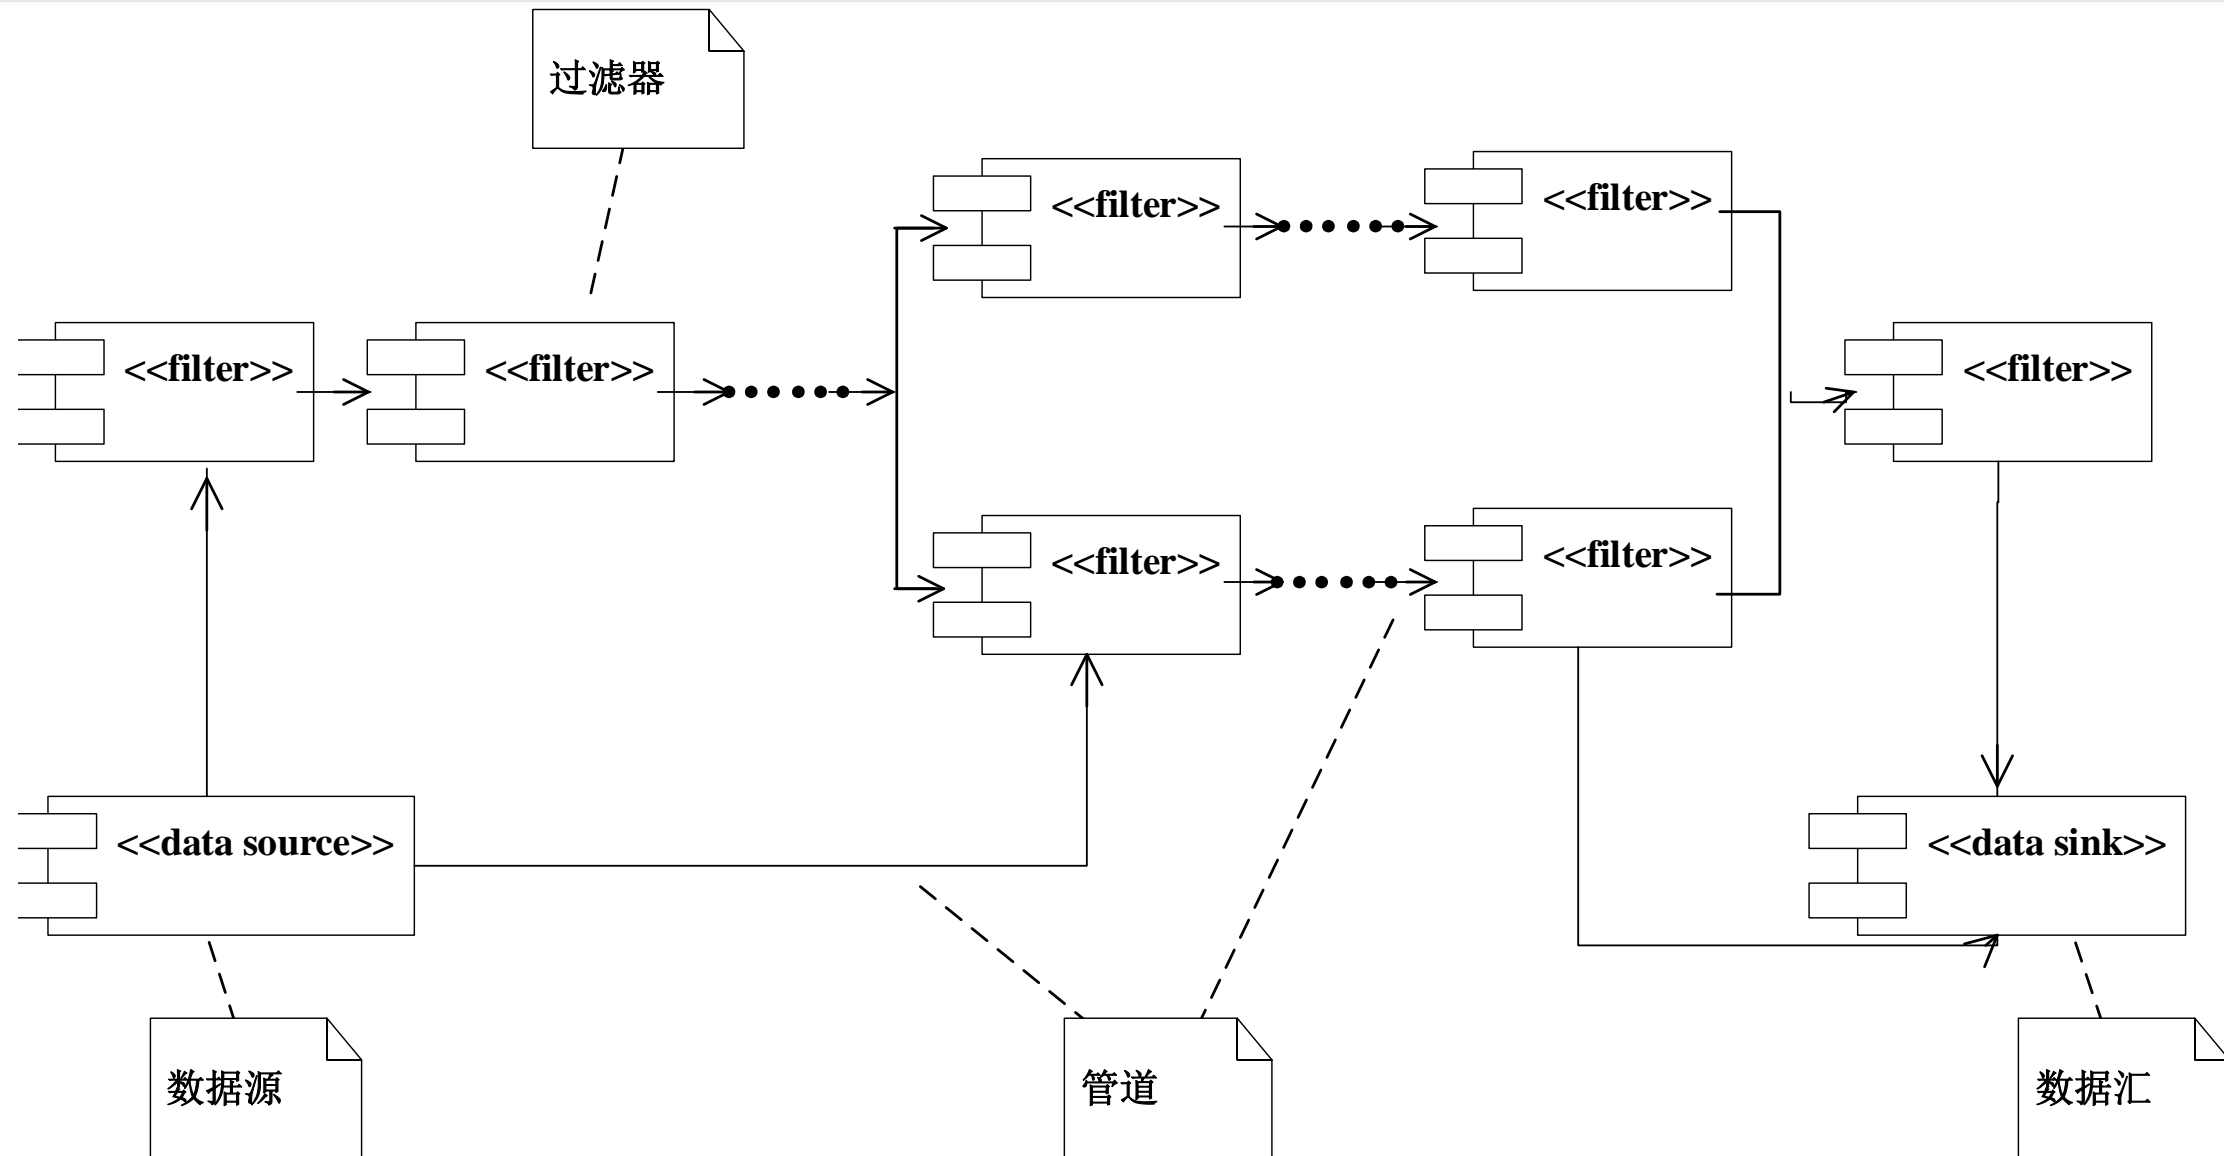 过滤器
<<filter>>
<<filter>>
<<filter>>
<<filter>>
<<filter>>
<<filter>>
<<filter>>
<<data source>>
<<data sink>>
数据源
管道
数据汇